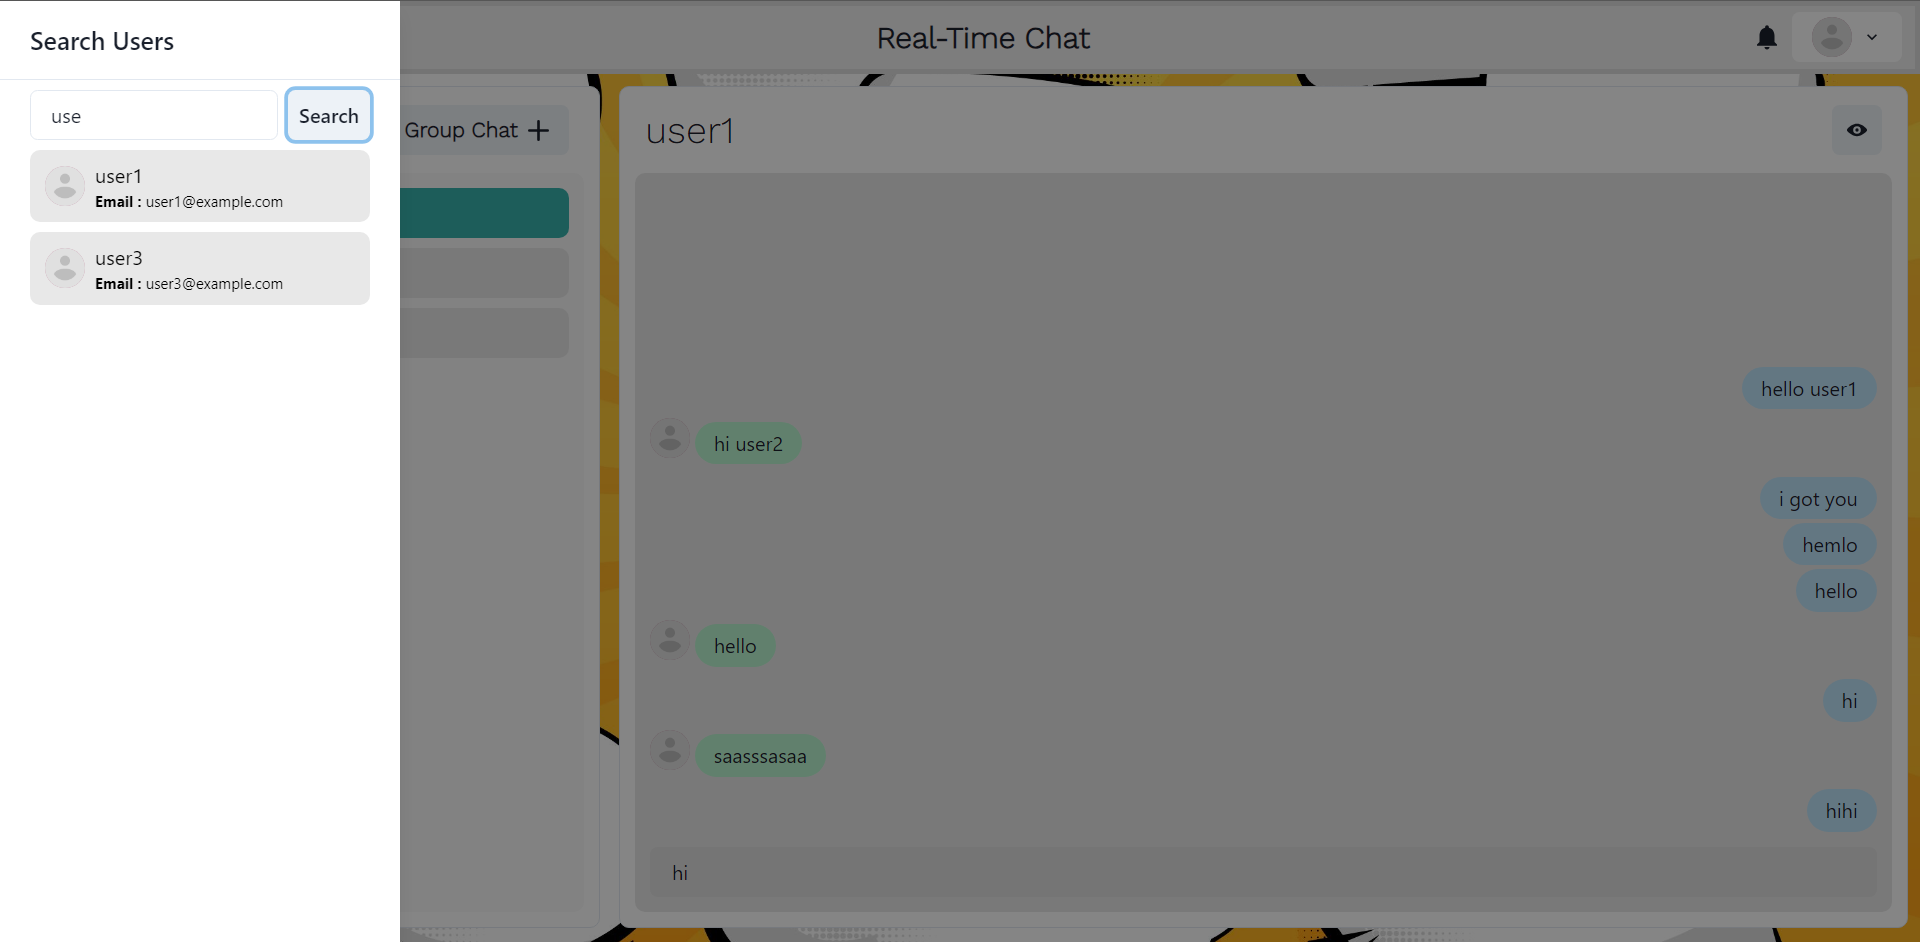 Search Users
use
Search
user1
Email : user1@example.com
user3
Email : user3@example.com
Real-Time Chat
Group Chat
user1
hello user1
hi user2
i got you
hemlo
hello
hello
hi
saasssasaa
hihi
hi